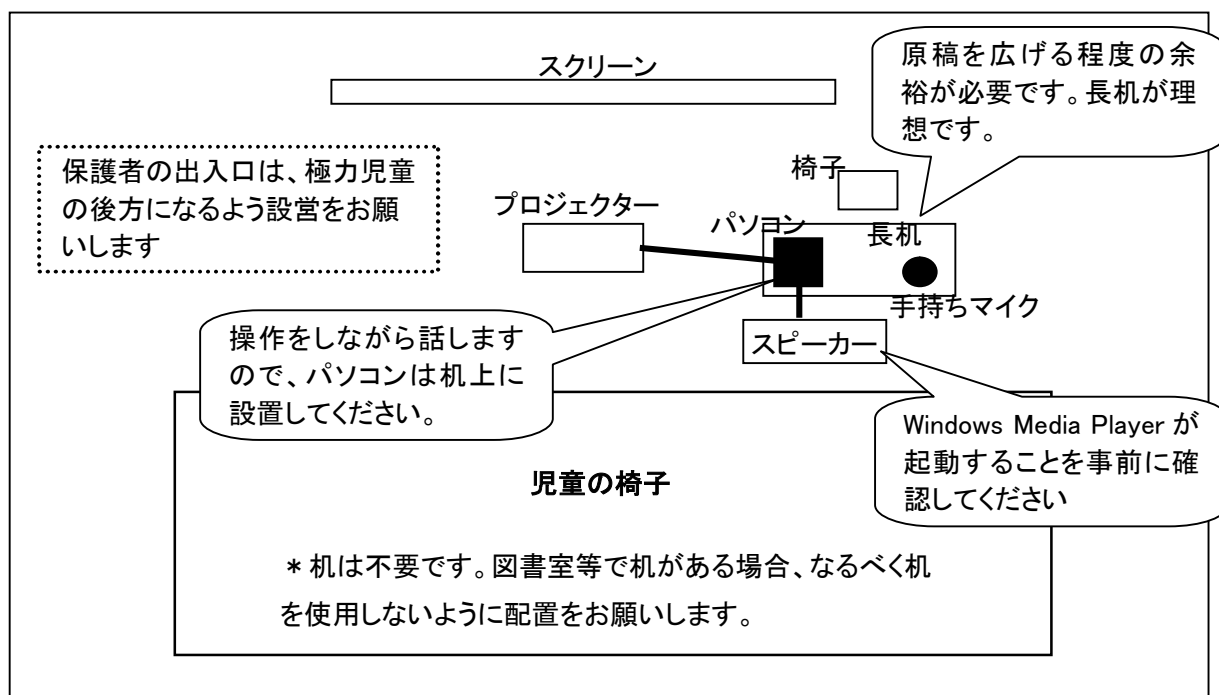 スクリーン
原稿を広げる程度の余
裕が必要です。長机が理
想です。
保護者の出入口は、極力児童
の後方になるよう設営をお願
いします
椅子
プロジェクター
パソコン
長机
手持ちマイク
スピーカー
操作をしながら話します
ので、パソコンは机上に
設置してください。
Windows Media Player が
起動することを事前に確
認してください
児童の椅子
*机は不要です。図書室等で机がある場合、なるべく机
を使用しないように配置をお願いします。